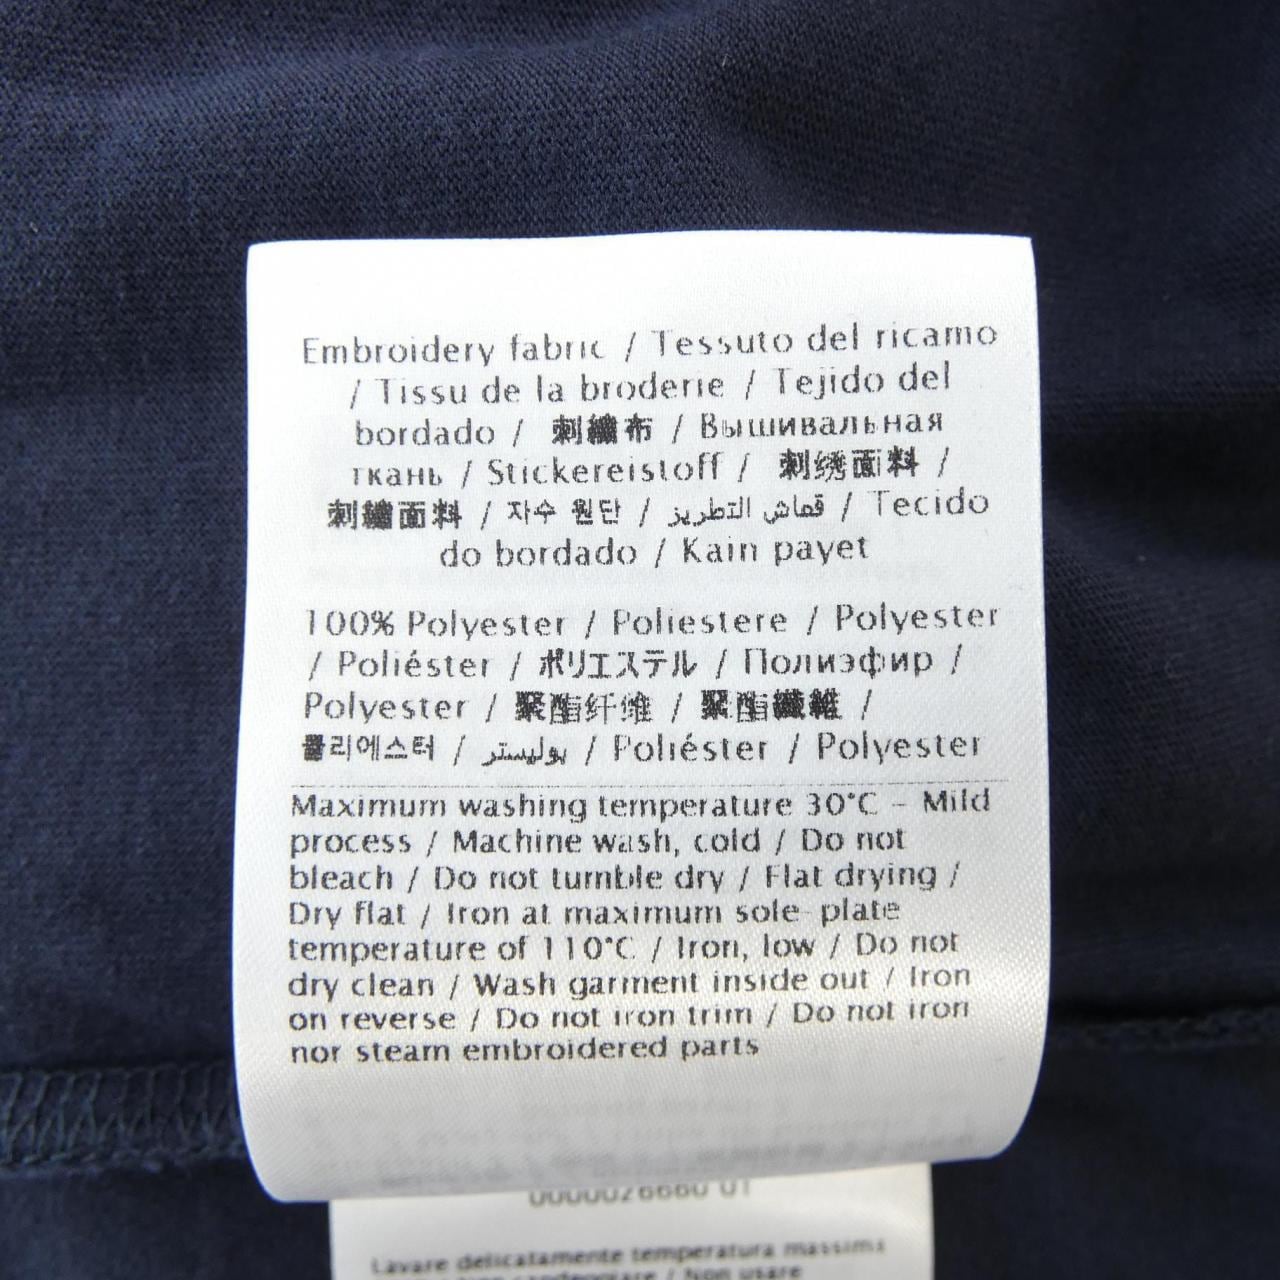 Embroidery fabric / Tessuto del ricamo
/ Tissu de la broderie / Tejido del
bordado / 刺繍布 / Вышивальная
ткань / Stickereistoff / 刺绣面料 /
刺繡面料 / 자수 원단 / قماش التطريز / Tecido
do bordado / Kain payet
100% Polyester / Poliestere / Polyester
/ Poliéster / ポリエステル / Полиэфир /
Polyester / 聚酯纤维 / 聚酯纖維 /
폴리에스터 / بوليستر / Poliéster / Polyester
Maximum washing temperature 30°C - Mild
process / Machine wash, cold / Do not
bleach / Do not tumble dry / Flat drying /
Dry flat / Iron at maximum sole-plate
temperature of 110°C / Iron, low / Do not
dry clean / Wash garment inside out / Iron
on reverse / Do not iron trim / Do not iron
nor steam embroidered parts
0000026660 01
Lavare delicatamente temperatura massima
candeggiare / Non usare